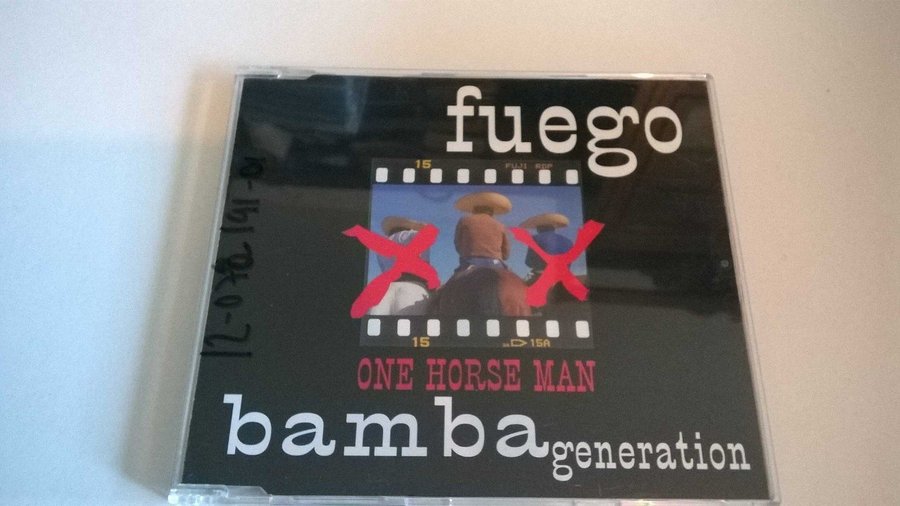 fuego
15 FUJI RDP
15 15A
ONE HORSE MAN
bamba
generation